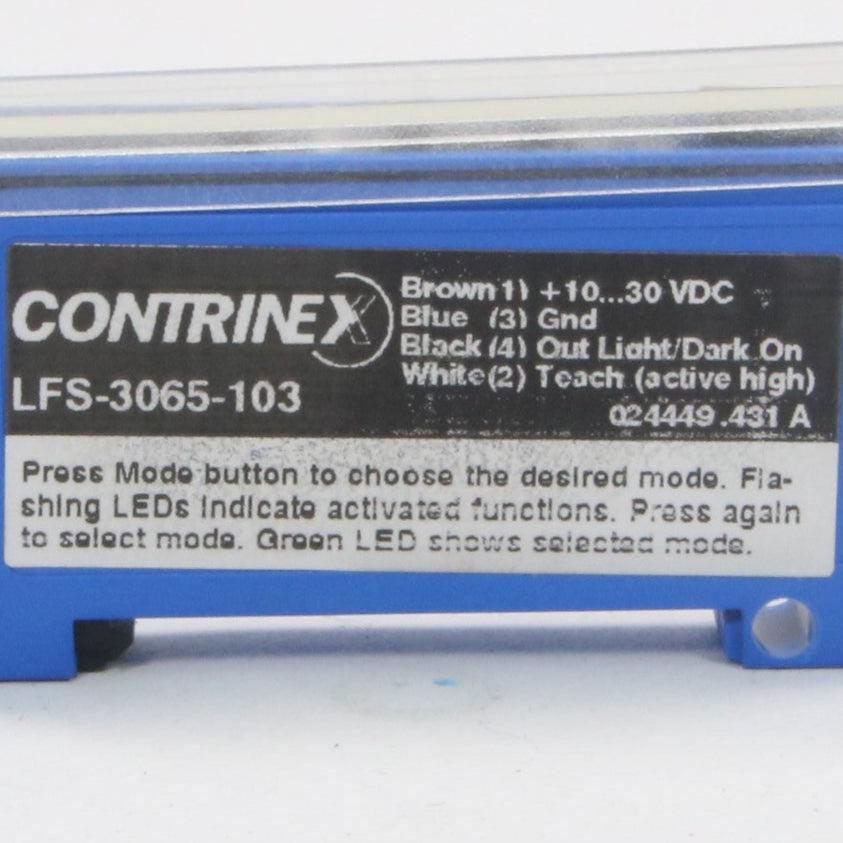 CONTRINEX
LFS-3065-103
Brown 1) +10...30 VDC
Blue (3) Gnd
Black (4) Out Light/Dark On
White (2) Teach (active high)
024449.431 A
Press Mode button to choose the desired mode. Fla-
shing LEDs indicate activated functions. Press again
to select mode. Green LED shows selected mode.